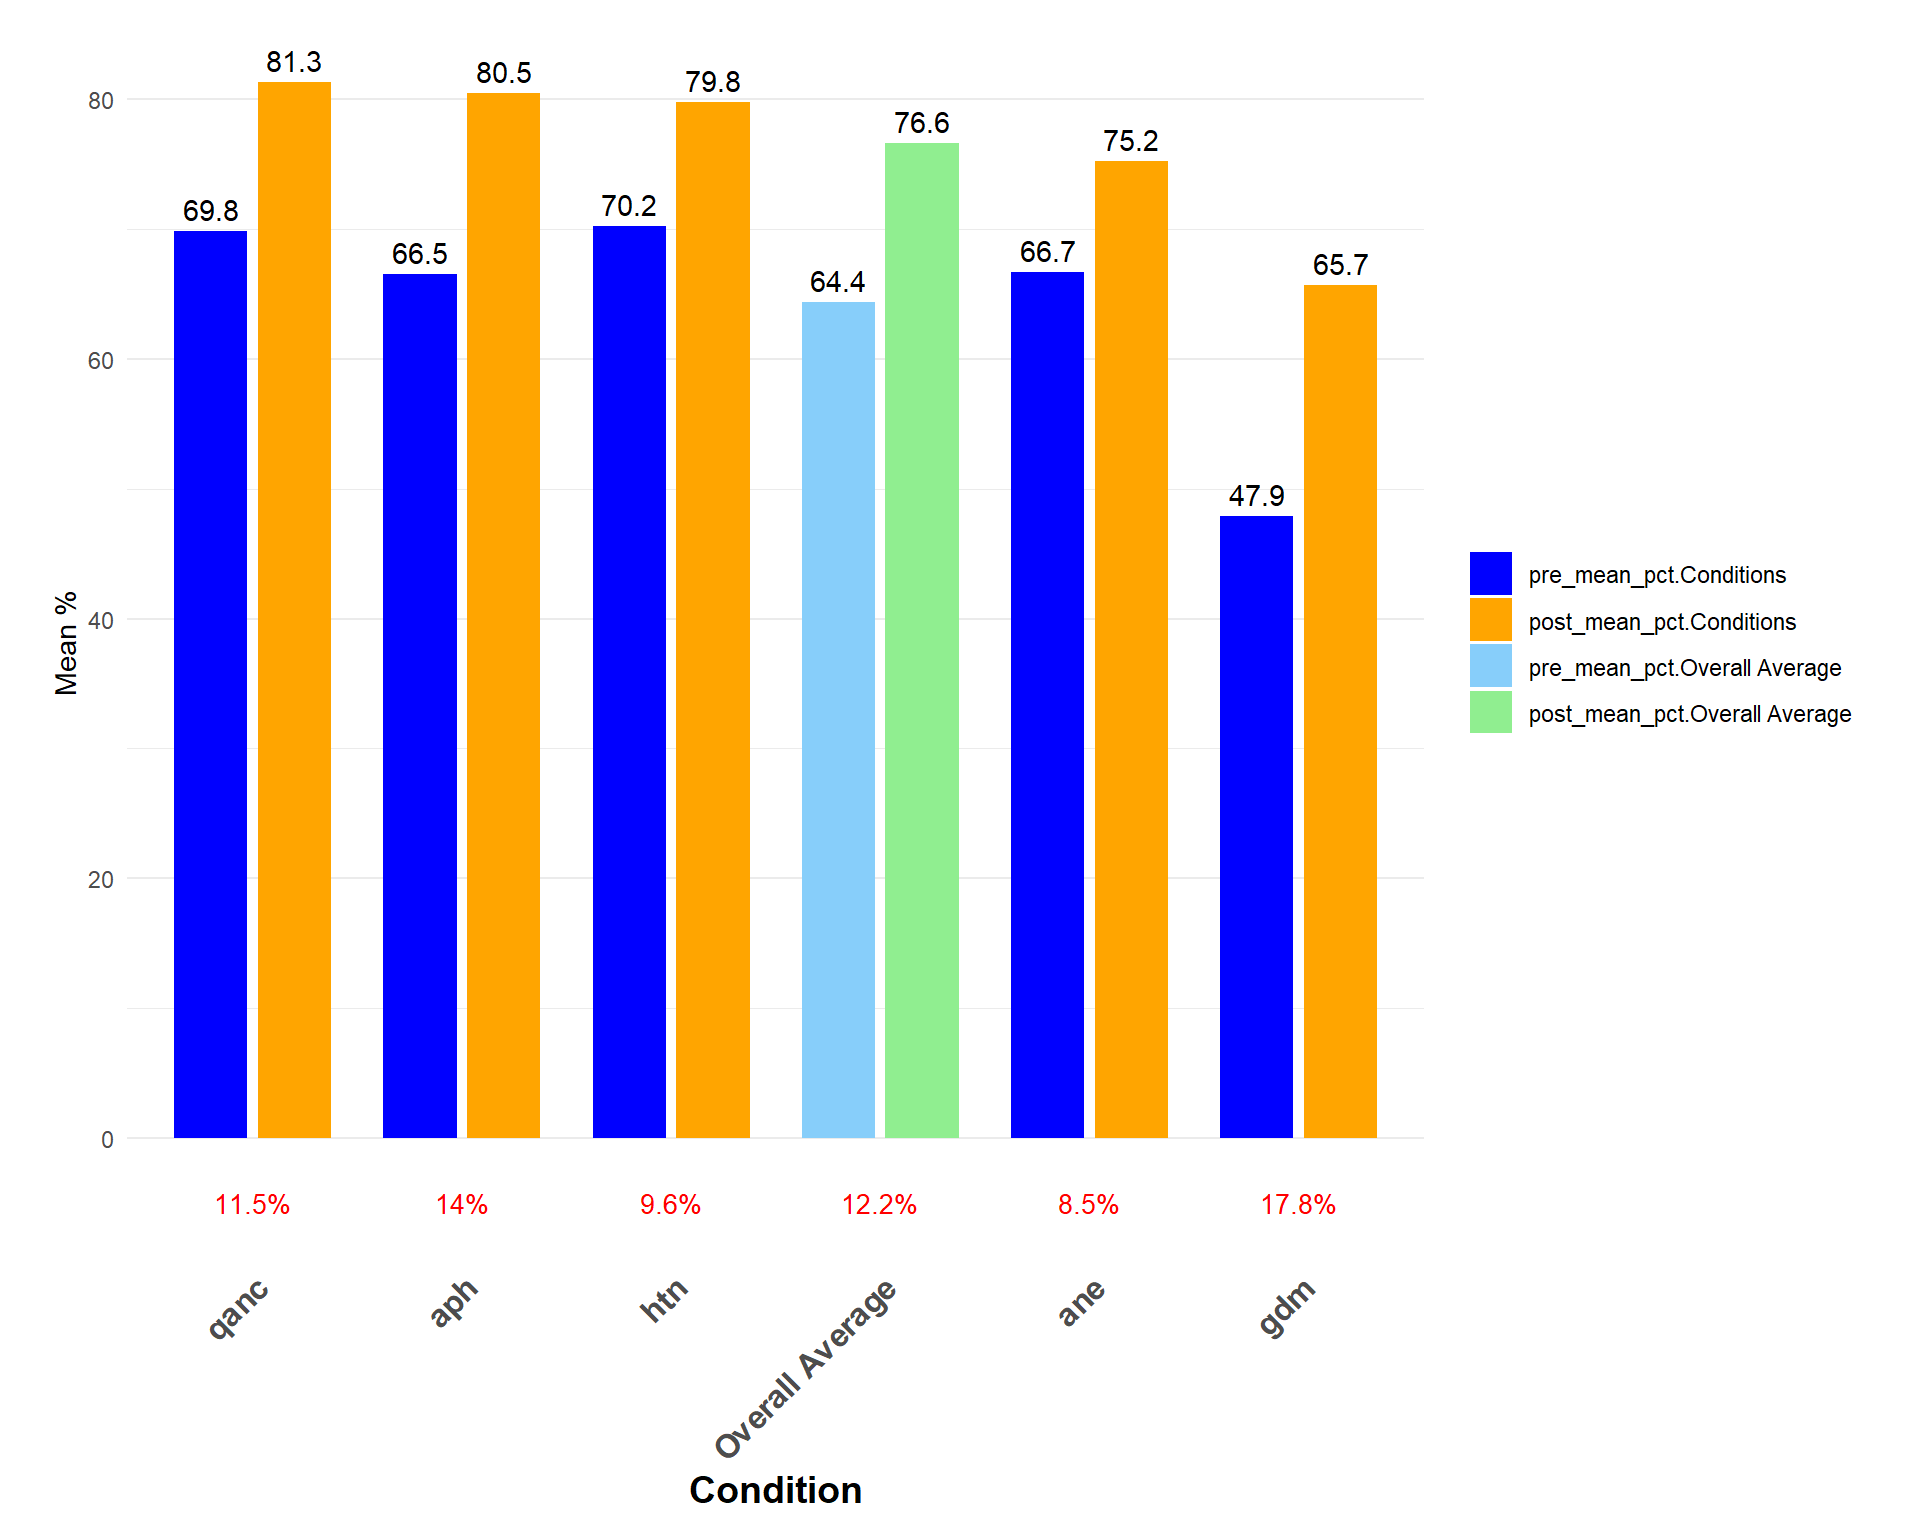 81.3
80.5
79.8
76.6
75.2
69.8
66.5
70.2
64.4
66.7
65.7
47.9
80
60
40
20
0
Mean %
pre_mean_pct.Conditions
post_mean_pct.Conditions
pre_mean_pct.Overall Average
post_mean_pct.Overall Average
11.5%
14%
9.6%
12.2%
8.5%
17.8%
qanc
aph
htn
Overall Average
ane
gdm
Condition